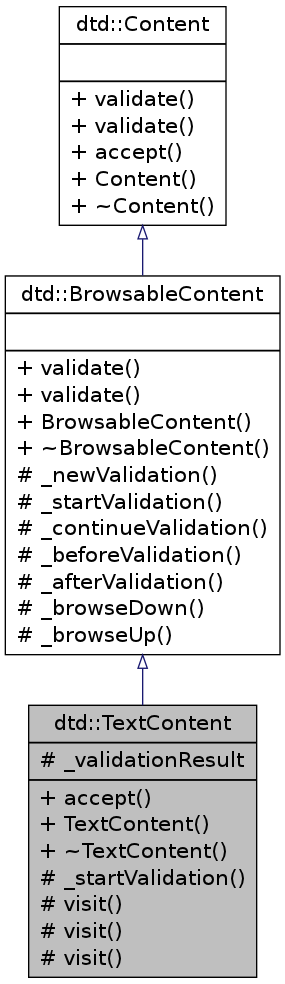 dtd::Content
+ validate()
+ validate()
+ accept()
+ Content()
+ ~Content()
dtd::BrowsableContent
+ validate()
+ validate()
+ BrowsableContent()
+ ~BrowsableContent()
# _newValidation()
# _startValidation()
# _continueValidation()
# _beforeValidation()
# _afterValidation()
# _browseDown()
# _browseUp()
dtd::TextContent
# _validationResult
+ accept()
+ TextContent()
+ ~TextContent()
# _startValidation()
# visit()
# visit()
# visit()